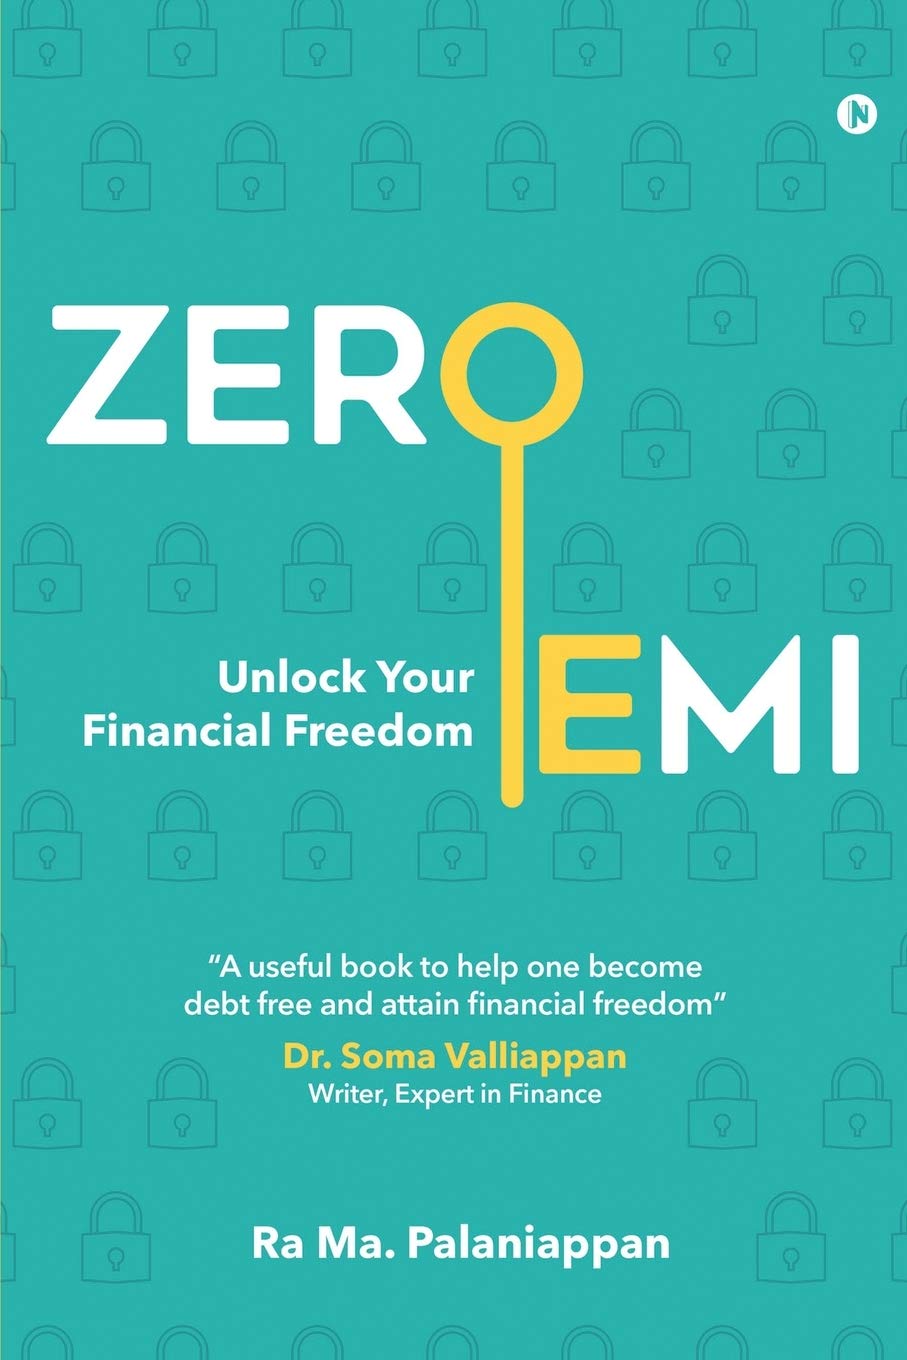 N
ZERO
EMI
Unlock Your
Financial Freedom
“A useful book to help one become
debt free and attain financial freedom”
Dr. Soma Valliappan
Writer, Expert in Finance
Ra Ma. Palaniappan